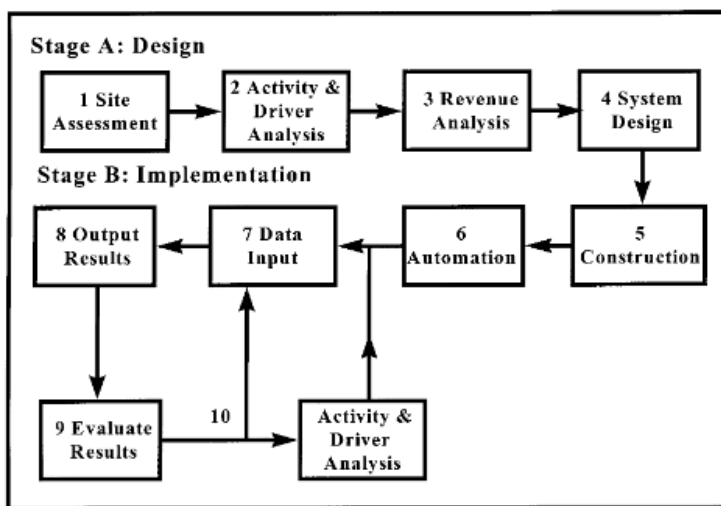 Stage A: Design
1 Site
Assessment
2 Activity &
Driver
Analysis
3 Revenue
Analysis
4 System
Design
Stage B: Implementation
8 Output
Results
7 Data
Input
6
Automation
5
Construction
9 Evaluate
Results
10
Activity &
Driver
Analysis